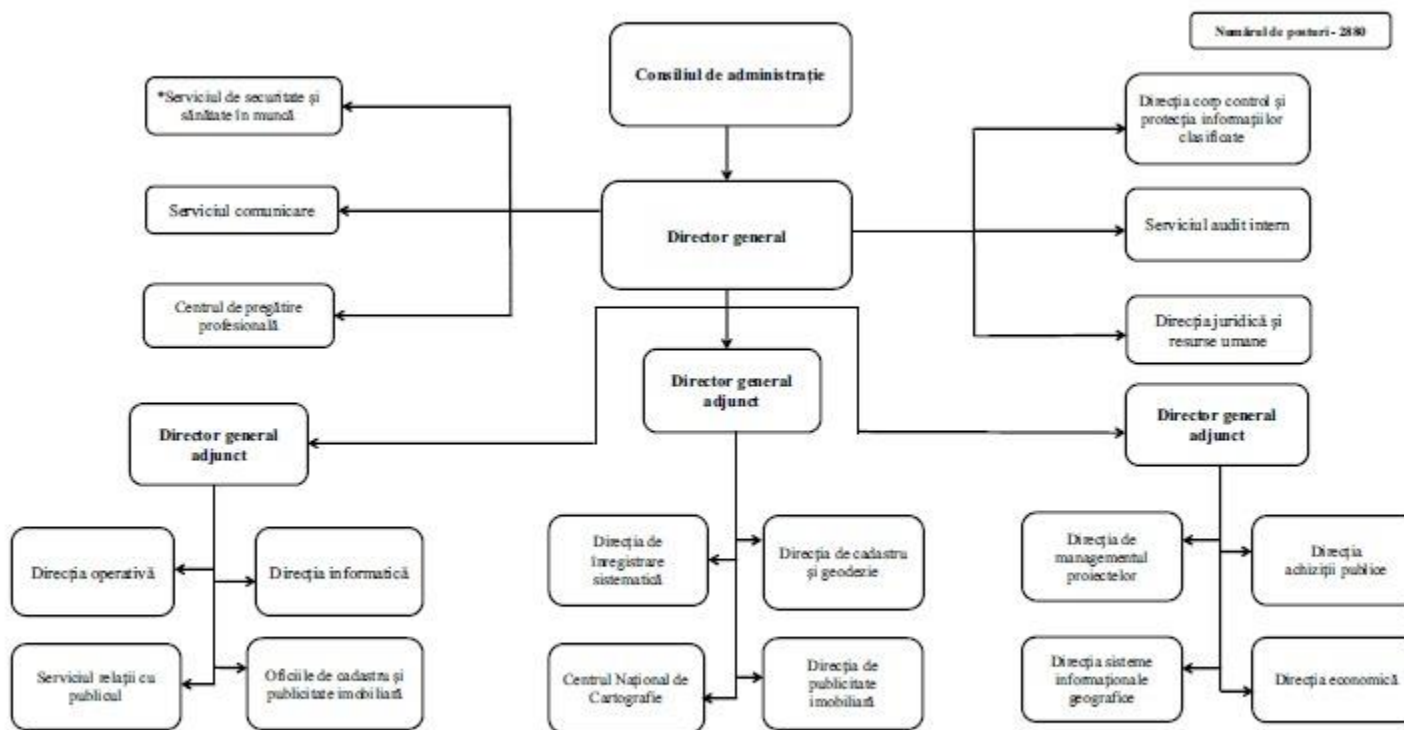 Numărul de posturi - 2880
Consiliul de administrație
*Serviciul de securitate și
sănătate în muncă
Direcția corp control și
protecția informațiilor
clasificate
Serviciul comunicare
Director general
Serviciul audit intern
Centrul de pregătire
profesională
Direcția juridică și
resurse umane
Director general
adjunct
Director general
adjunct
Director general
adjunct
Direcția operativă
Direcția informatică
Direcția de
înregistrare
sistematică
Direcția de cadastru
și geodezie
Direcția de
managementul
proiectelor
Direcția
achiziții publice
Serviciul relații cu
publicul
Oficiile de cadastru și
publicitate imobiliară
Centrul Național de
Cartografie
Direcția de
publicitate
imobiliară
Direcția sisteme
informaționale
geografice
Direcția economică